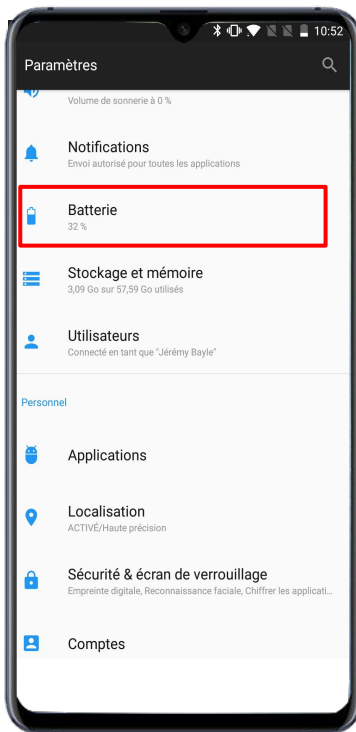 10:52
Paramètres
Volume de sonnerie à 0 %
Notifications
Envoi autorisé pour toutes les applications
Batterie
32 %
Stockage et mémoire
3,09 Go sur 57,59 Go utilisés
Utilisateurs
Connecté en tant que "Jérémy Bayle"
Personnel
Applications
Localisation
ACTIVÉ/Haute précision
Sécurité & écran de verrouillage
Empreinte digitale, Reconnaissance faciale, Chiffrer les applicati...
Comptes